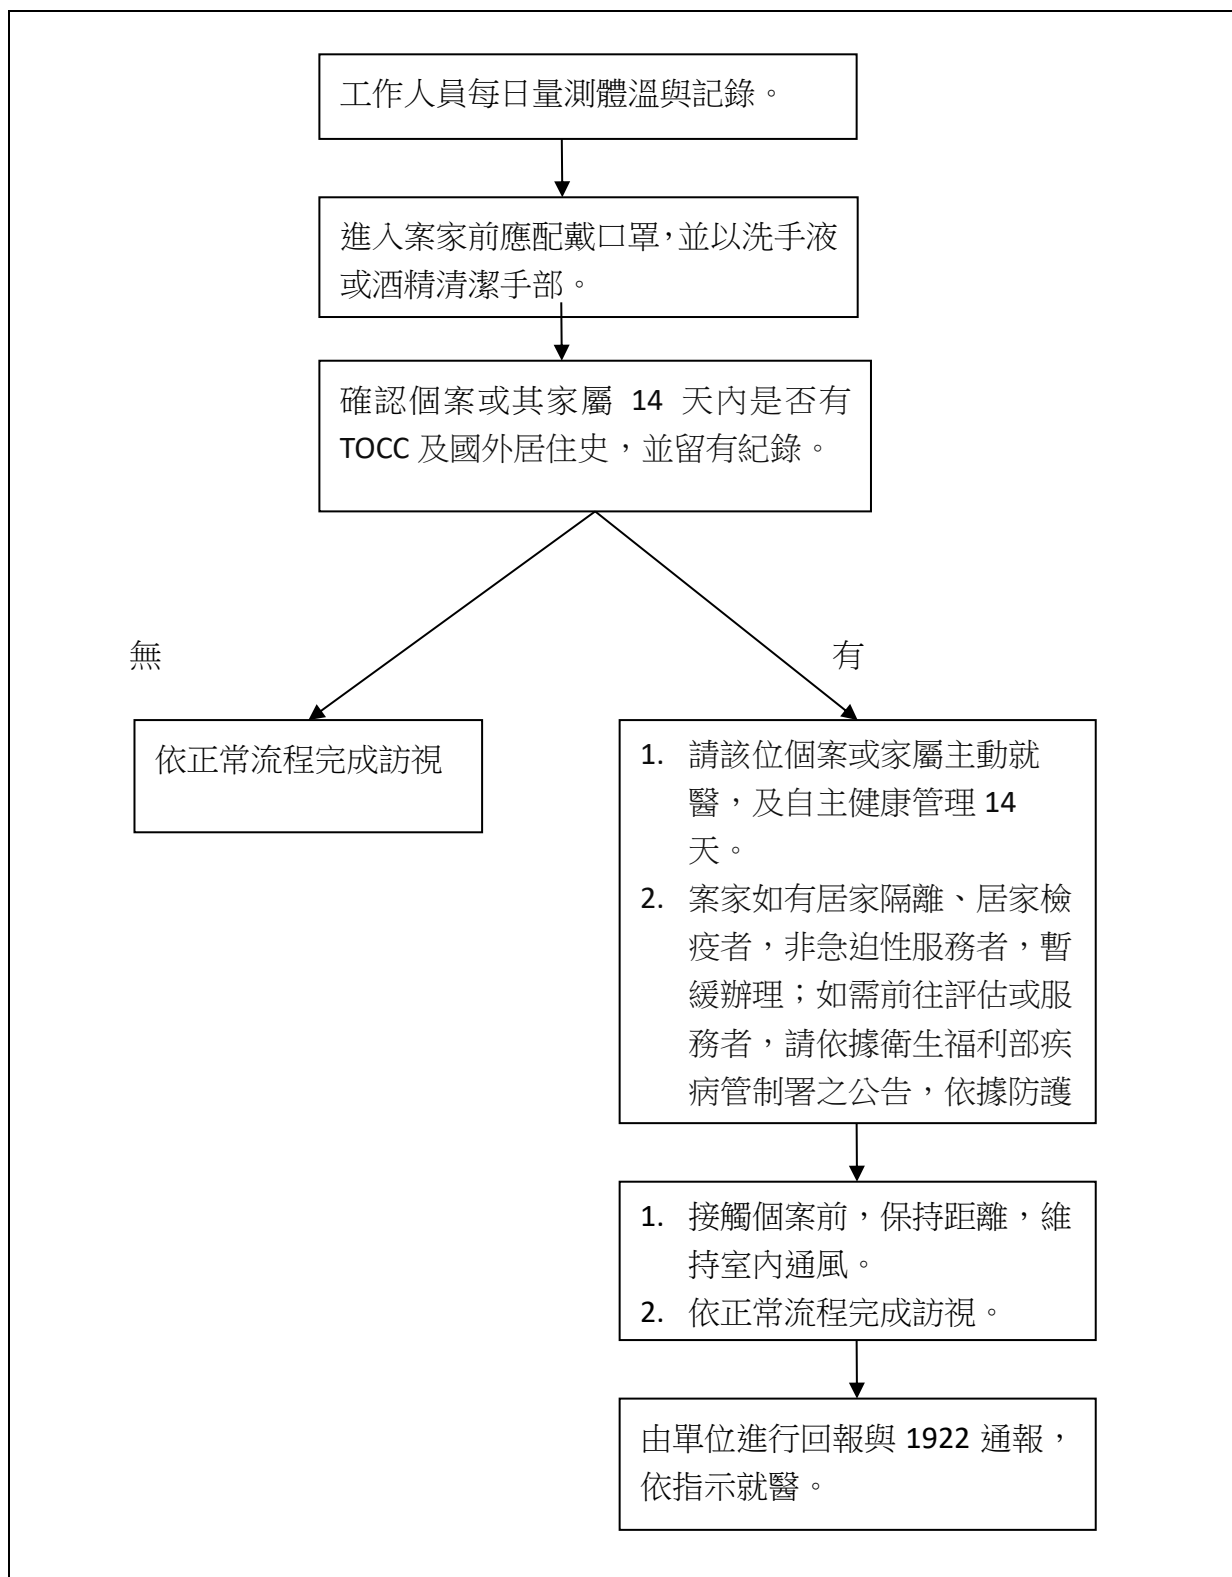 工作人員每日量測體溫與記錄。
進入案家前應配戴口罩,並以洗手液
或酒精清潔手部。
確認個案或其家屬 14 天內是否有
TOCC 及國外居住史，並留有紀錄。
無
有
依正常流程完成訪視
1. 請該位個案或家屬主動就
醫，及自主健康管理 14
天。
2. 案家如有居家隔離、居家檢
疫者，非急迫性服務者，暫
緩辦理；如需前往評估或服
務者，請依據衛生福利部疾
病管制署之公告，依據防護
1. 接觸個案前，保持距離，維
持室內通風。
2. 依正常流程完成訪視。
由單位進行回報與 1922 通報，
依指示就醫。